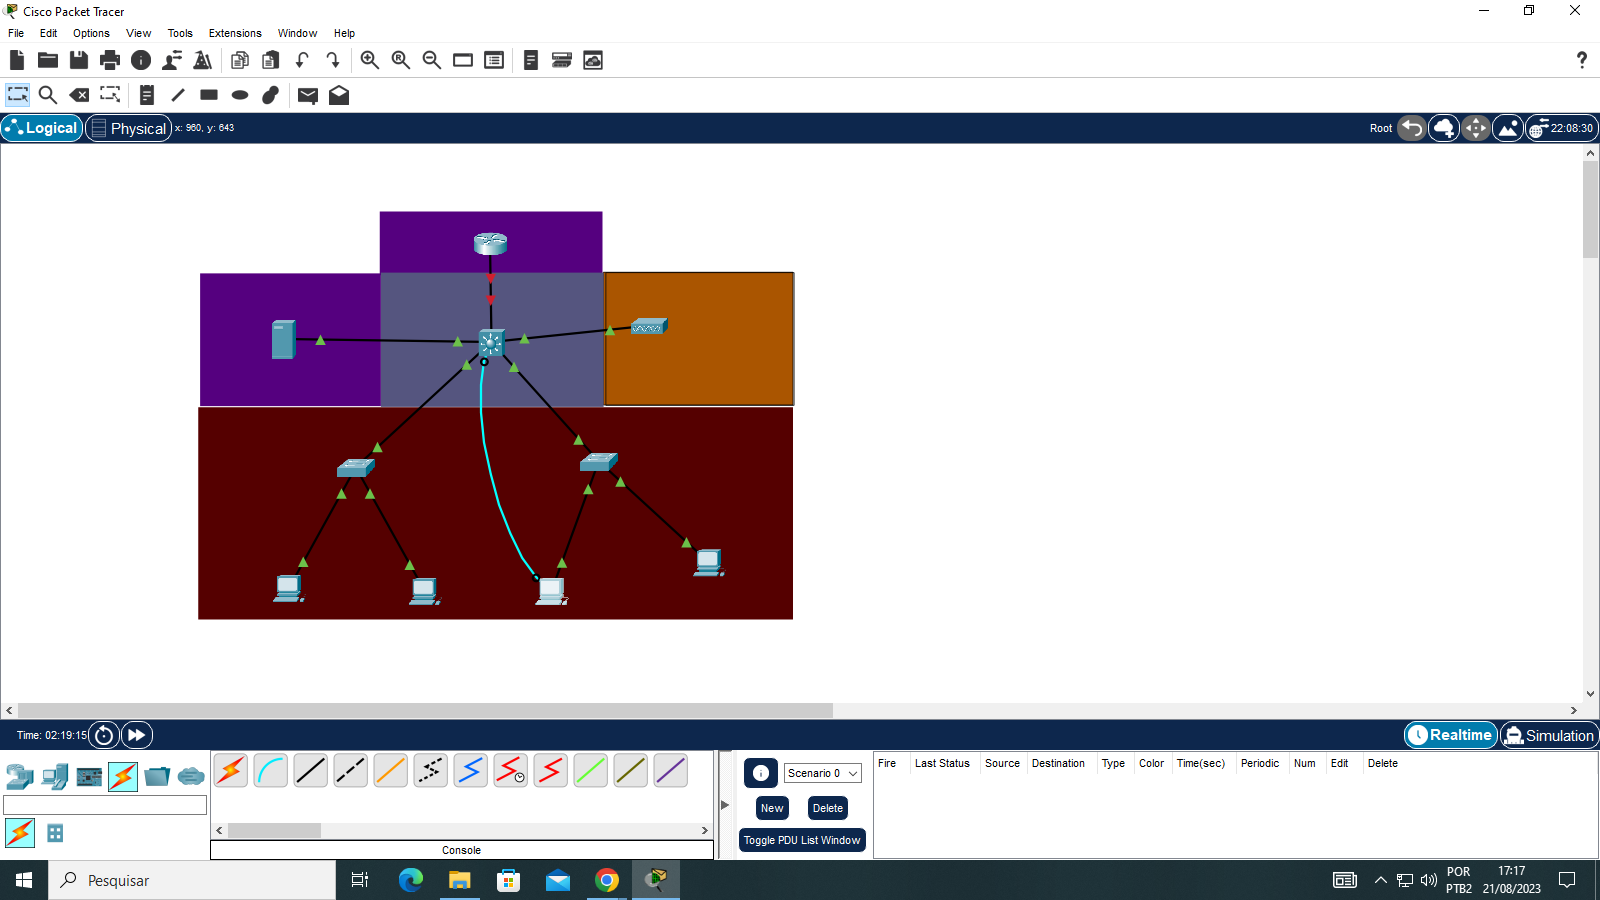 Cisco Packet Tracer
File Edit Options View Tools Extensions Window Help
?
Logical Physical x: 960, y: 643 Root 22:08:30
Time: 02:19:15 Realtime Simulation
Scenario 0
New Delete
Toggle PDU List Window
Fire Last Status Source Destination Type Color Time(sec) Periodic Num Edit Delete
Console
Pesquisar
POR
PTB2
17:17
21/08/2023